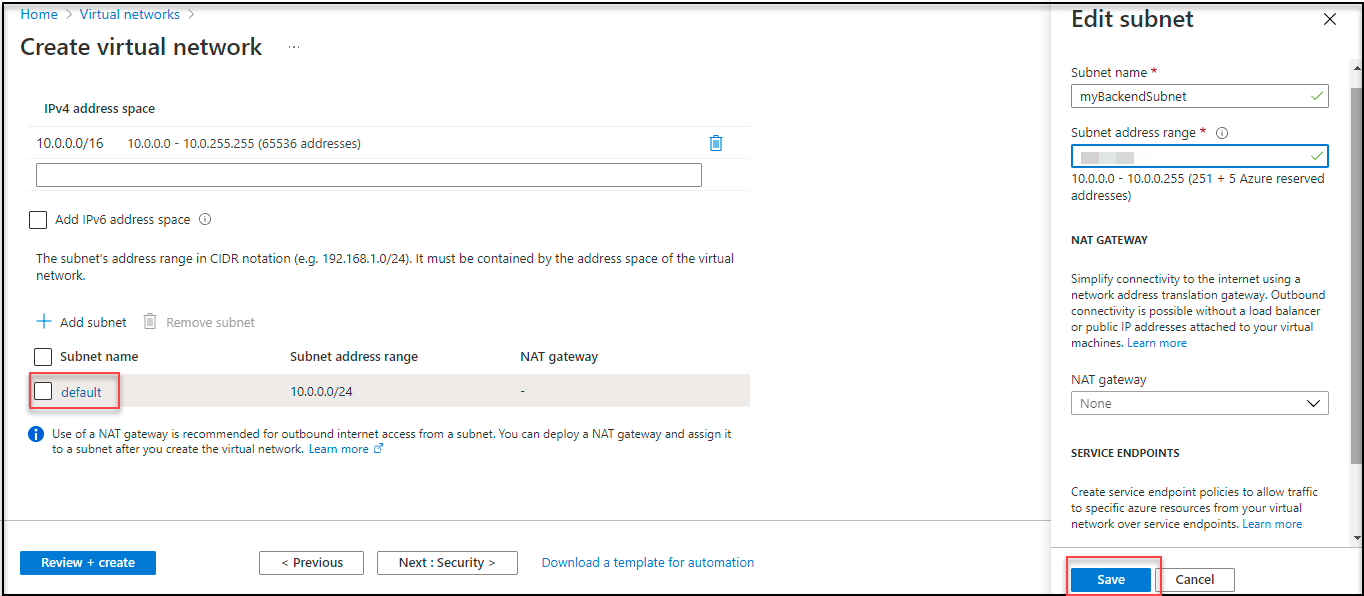 Home > Virtual networks >
Create virtual network ...
IPv4 address space
10.0.0.0/16 10.0.0.0 - 10.0.255.255 (65536 addresses)
Add IPv6 address space
The subnet's address range in CIDR notation (e.g. 192.168.1.0/24). It must be contained by the address space of the virtual
network.
+ Add subnet Remove subnet
Subnet name Subnet address range NAT gateway
default 10.0.0.0/24 -
Use of a NAT gateway is recommended for outbound internet access from a subnet. You can deploy a NAT gateway and assign it
to a subnet after you create the virtual network. Learn more
Review + create < Previous Next : Security > Download a template for automation
Edit subnet
Subnet name *
myBackendSubnet
Subnet address range *
10.0.0.0 - 10.0.0.255 (251 + 5 Azure reserved
addresses)
NAT GATEWAY
Simplify connectivity to the internet using a
network address translation gateway. Outbound
connectivity is possible without a load balancer
or public IP addresses attached to your virtual
machines. Learn more
NAT gateway
None
SERVICE ENDPOINTS
Create service endpoint policies to allow traffic
to specific azure resources from your virtual
network over service endpoints. Learn more
Save Cancel